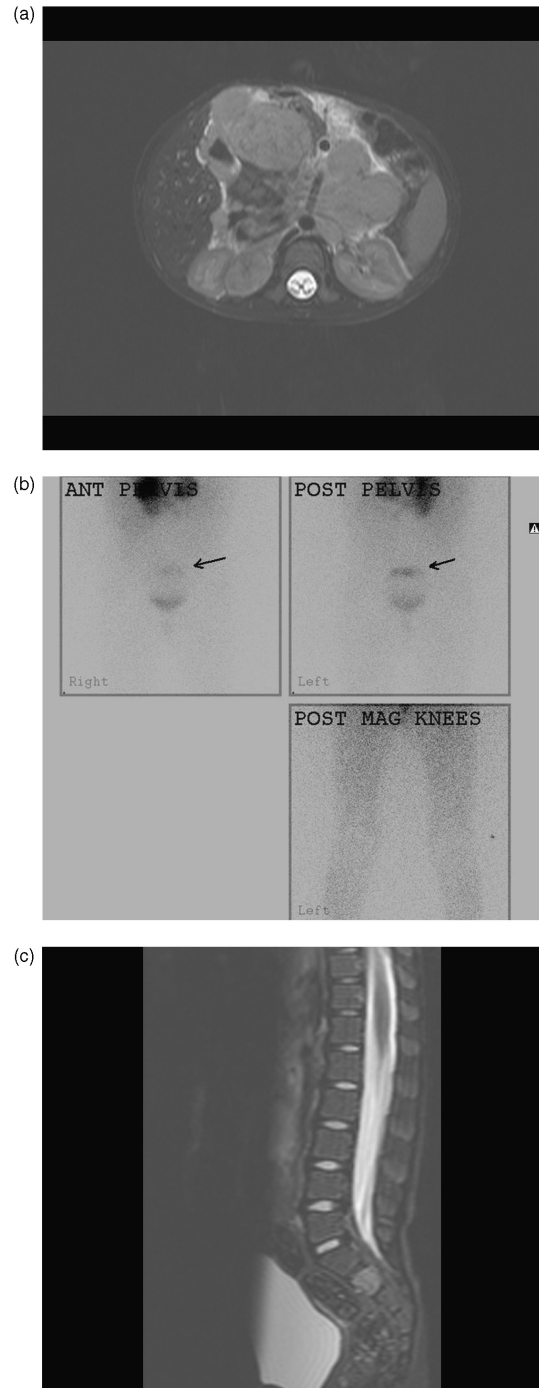 (a)
(b)
ANT PELVIS
POST PELVIS
Right
Left
POST MAG KNEES
Left
(c)